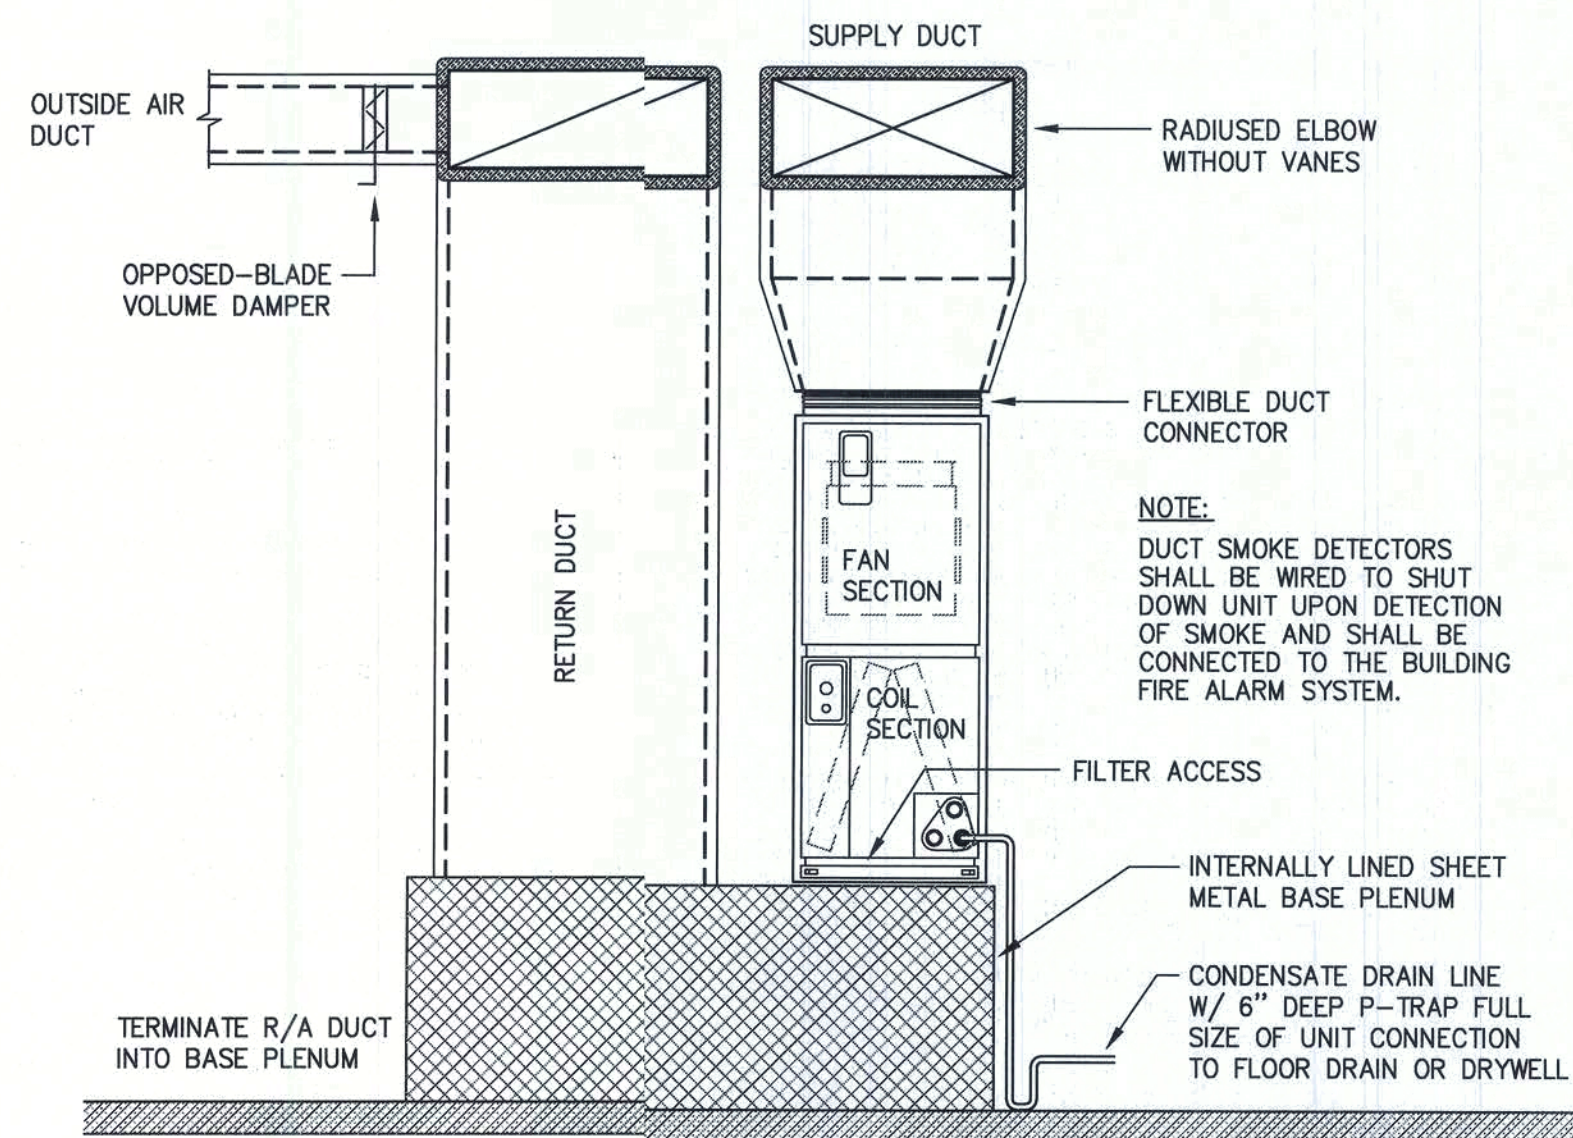 SUPPLY DUCT
OUTSIDE AIR
DUCT
RADIUSED ELBOW
WITHOUT VANES
OPPOSED-BLADE
VOLUME DAMPER
FLEXIBLE DUCT
CONNECTOR
RETURN DUCT
FAN
SECTION
NOTE:
DUCT SMOKE DETECTORS
SHALL BE WIRED TO SHUT
DOWN UNIT UPON DETECTION
OF SMOKE AND SHALL BE
CONNECTED TO THE BUILDING
FIRE ALARM SYSTEM.
COIL
SECTION
FILTER ACCESS
INTERNALLY LINED SHEET
METAL BASE PLENUM
CONDENSATE DRAIN LINE
W/ 6" DEEP P-TRAP FULL
SIZE OF UNIT CONNECTION
TO FLOOR DRAIN OR DRYWELL
TERMINATE R/A DUCT
INTO BASE PLENUM